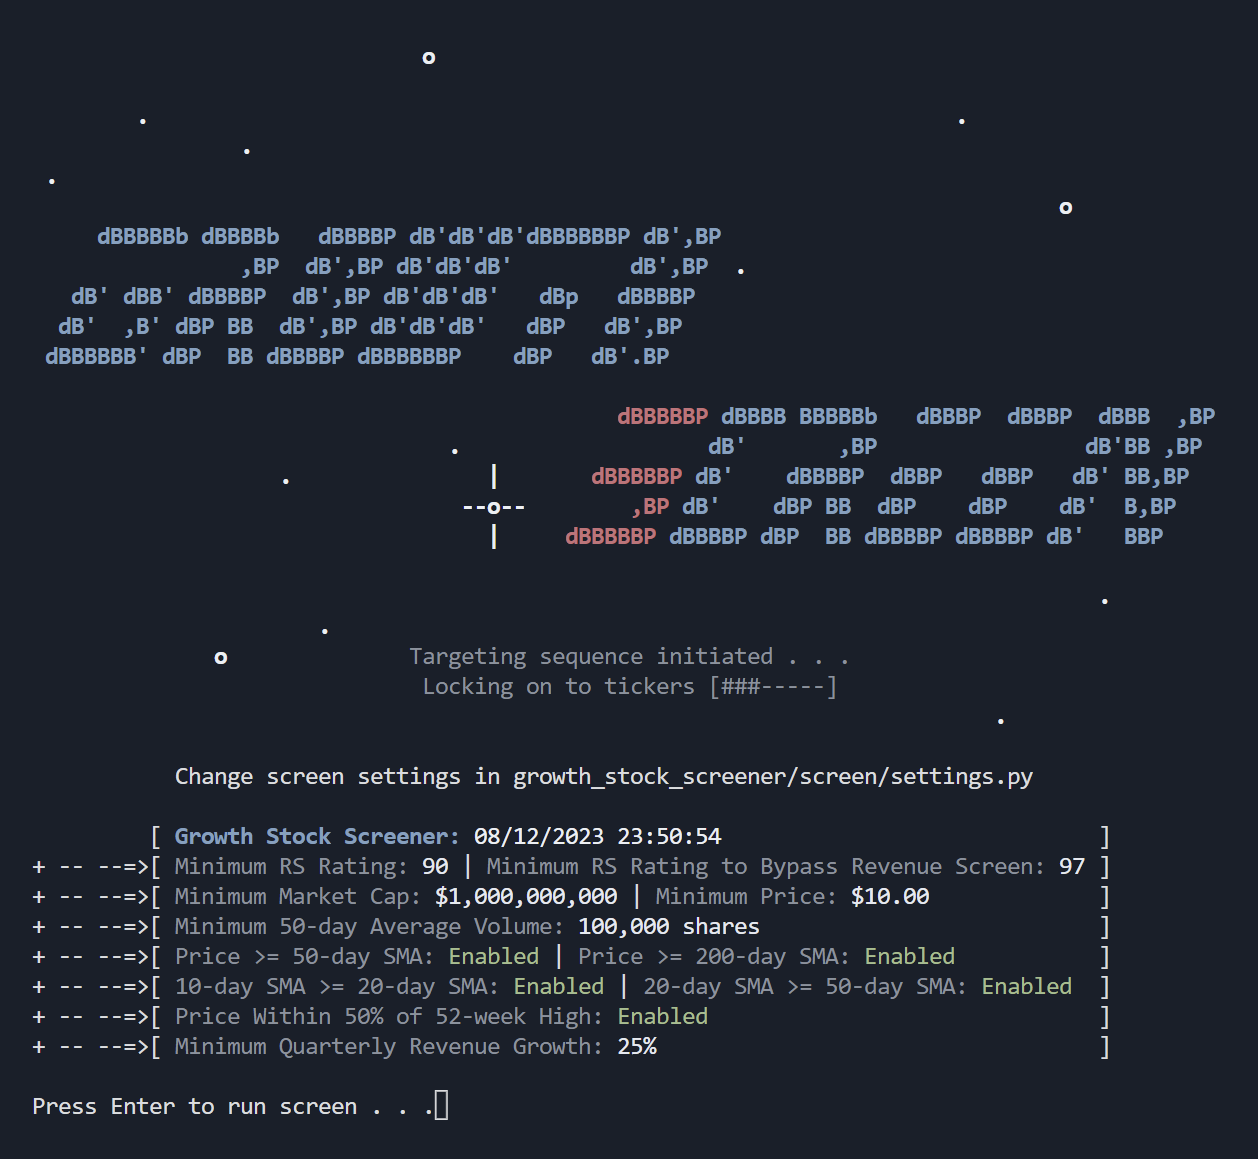 o
.                                                              .
        .
.
o
dBBBBBb dBBBBb   dBBBBP dB'dB'dB'dBBBBBBP dB',BP
           ,BP  dB',BP dB'dB'dB'         dB',BP  .
  dB' dBB' dBBBBP  dB',BP dB'dB'dB'   dBp   dBBBBP
 dB'  ,B' dBP BB  dB',BP dB'dB'dB'   dBP   dB',BP
dBBBBBB' dBP  BB dBBBBP dBBBBBBP    dBP   dB'.BP
dBBBBBP dBBBB BBBBBb   dBBBP  dBBBP  dBBB  ,BP
.                   dB'       ,BP                dB'BB ,BP
.               |       dBBBBBP dB'    dBBBBP  dBBP   dBBP   dB' BB,BP
--o--        ,BP dB'    dBP BB  dBP    dBP    dB'  B,BP
|     dBBBBBP dBBBBP dBP  BB dBBBBP dBBBBP dB'   BBP
.
.
o              Targeting sequence initiated . . .
Locking on to tickers [###-----]
.
Change screen settings in growth_stock_screener/screen/settings.py
[ Growth Stock Screener: 08/12/2023 23:50:54                             ]
+ -- --=>[ Minimum RS Rating: 90 | Minimum RS Rating to Bypass Revenue Screen: 97 ]
+ -- --=>[ Minimum Market Cap: $1,000,000,000 | Minimum Price: $10.00             ]
+ -- --=>[ Minimum 50-day Average Volume: 100,000 shares                          ]
+ -- --=>[ Price >= 50-day SMA: Enabled | Price >= 200-day SMA: Enabled           ]
+ -- --=>[ 10-day SMA >= 20-day SMA: Enabled | 20-day SMA >= 50-day SMA: Enabled  ]
+ -- --=>[ Price Within 50% of 52-week High: Enabled                              ]
+ -- --=>[ Minimum Quarterly Revenue Growth: 25%                                  ]
Press Enter to run screen . . .